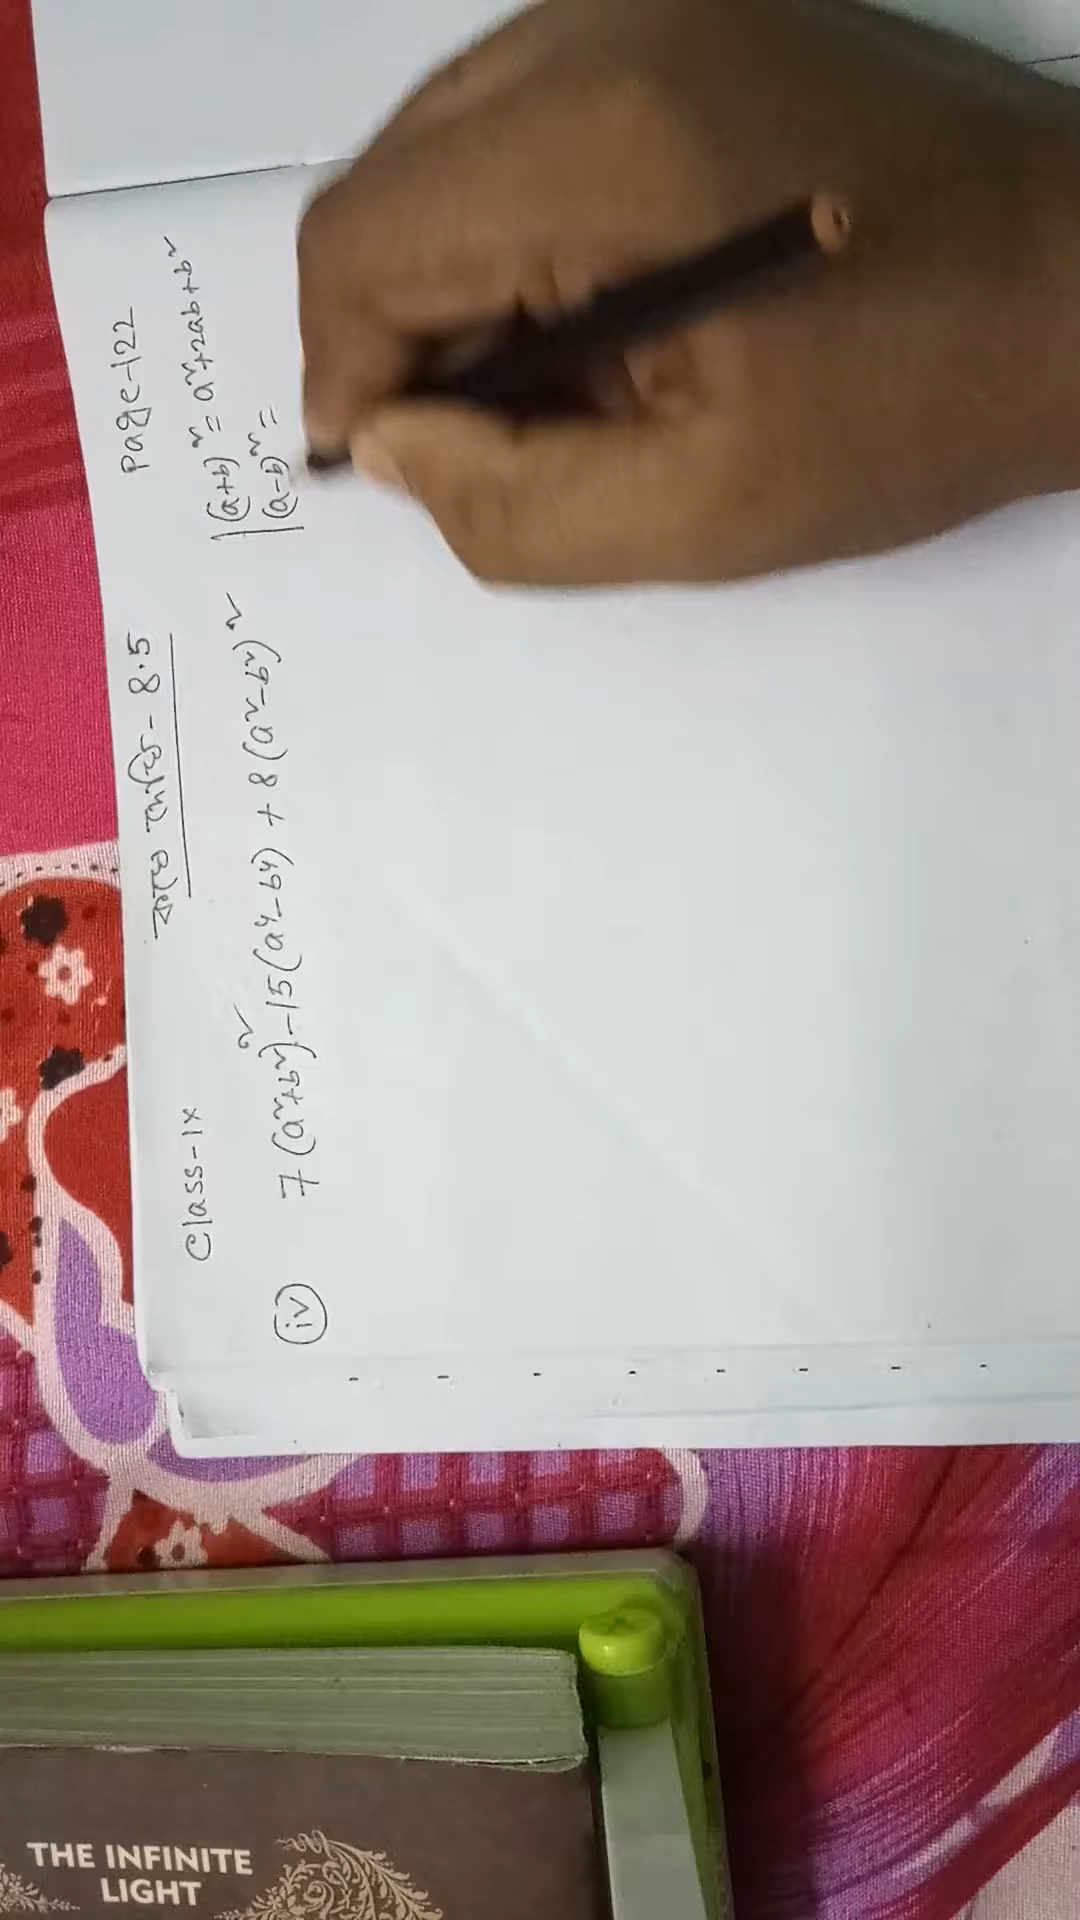 Class-IX কষে দেখি- 8.5 Page-122
(iv) 7(a²+b²)² - 15(a⁴-b⁴) + 8(a²-b²)² | (a+b)² = a²+2ab+b²
| (a-b)² =
THE INFINITE
LIGHT